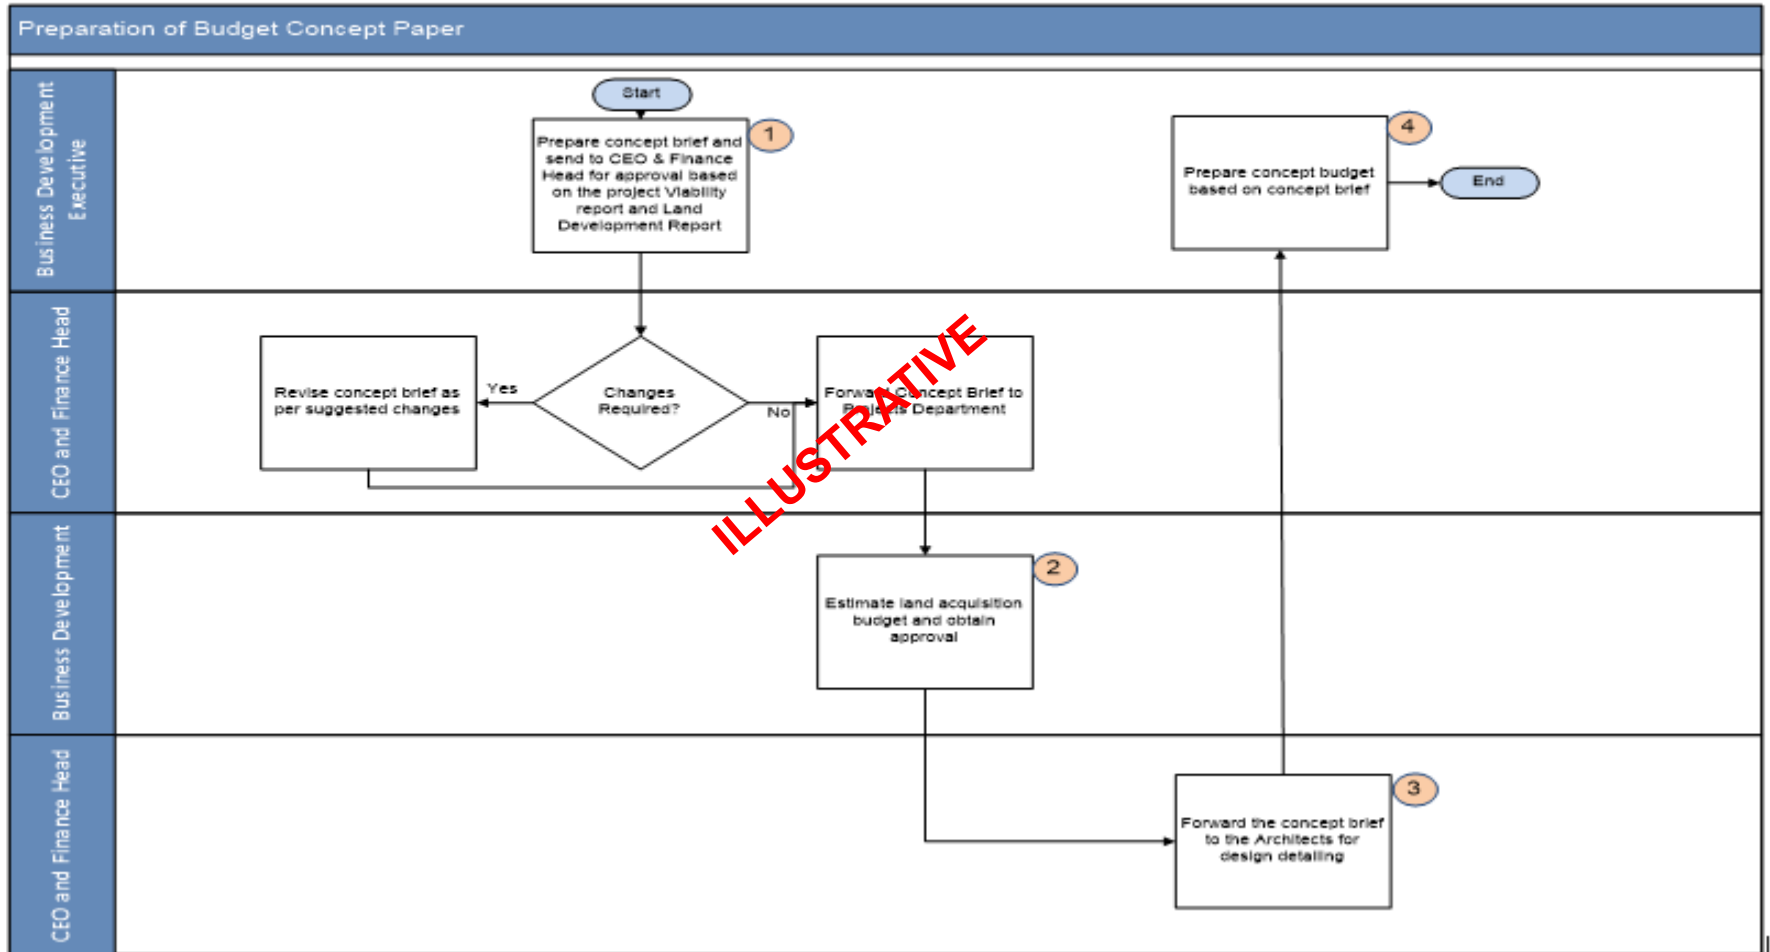 Preparation of Budget Concept Paper
Business Development
Executive
Start
Prepare concept brief and
send to CEO & Finance
Head for approval based
on the project Viability
report and Land
Development Report
1
Prepare concept budget
based on concept brief
4
End
CEO and Finance Head
Revise concept brief as
per suggested changes
Yes
Changes
Required?
No
Forward Concept Brief to
Projects Department
ILLUSTRATIVE
Business Development
Estimate land acquisition
budget and obtain
approval
2
CEO and Finance Head
Forward the concept brief
to the Architects for
design detailing
3